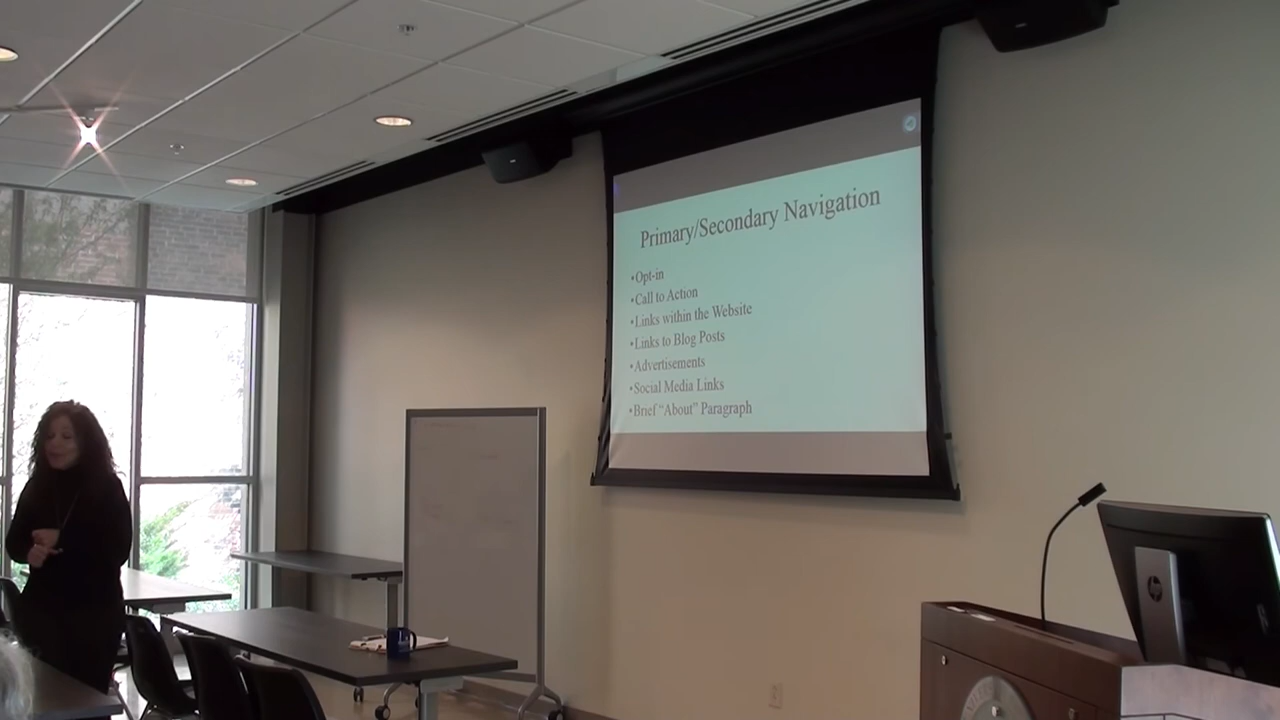 Primary/Secondary Navigation
•Opt-in
•Call to Action
•Links within the Website
•Links to Blog Posts
•Advertisements
•Social Media Links
•Brief “About” Paragraph
hp